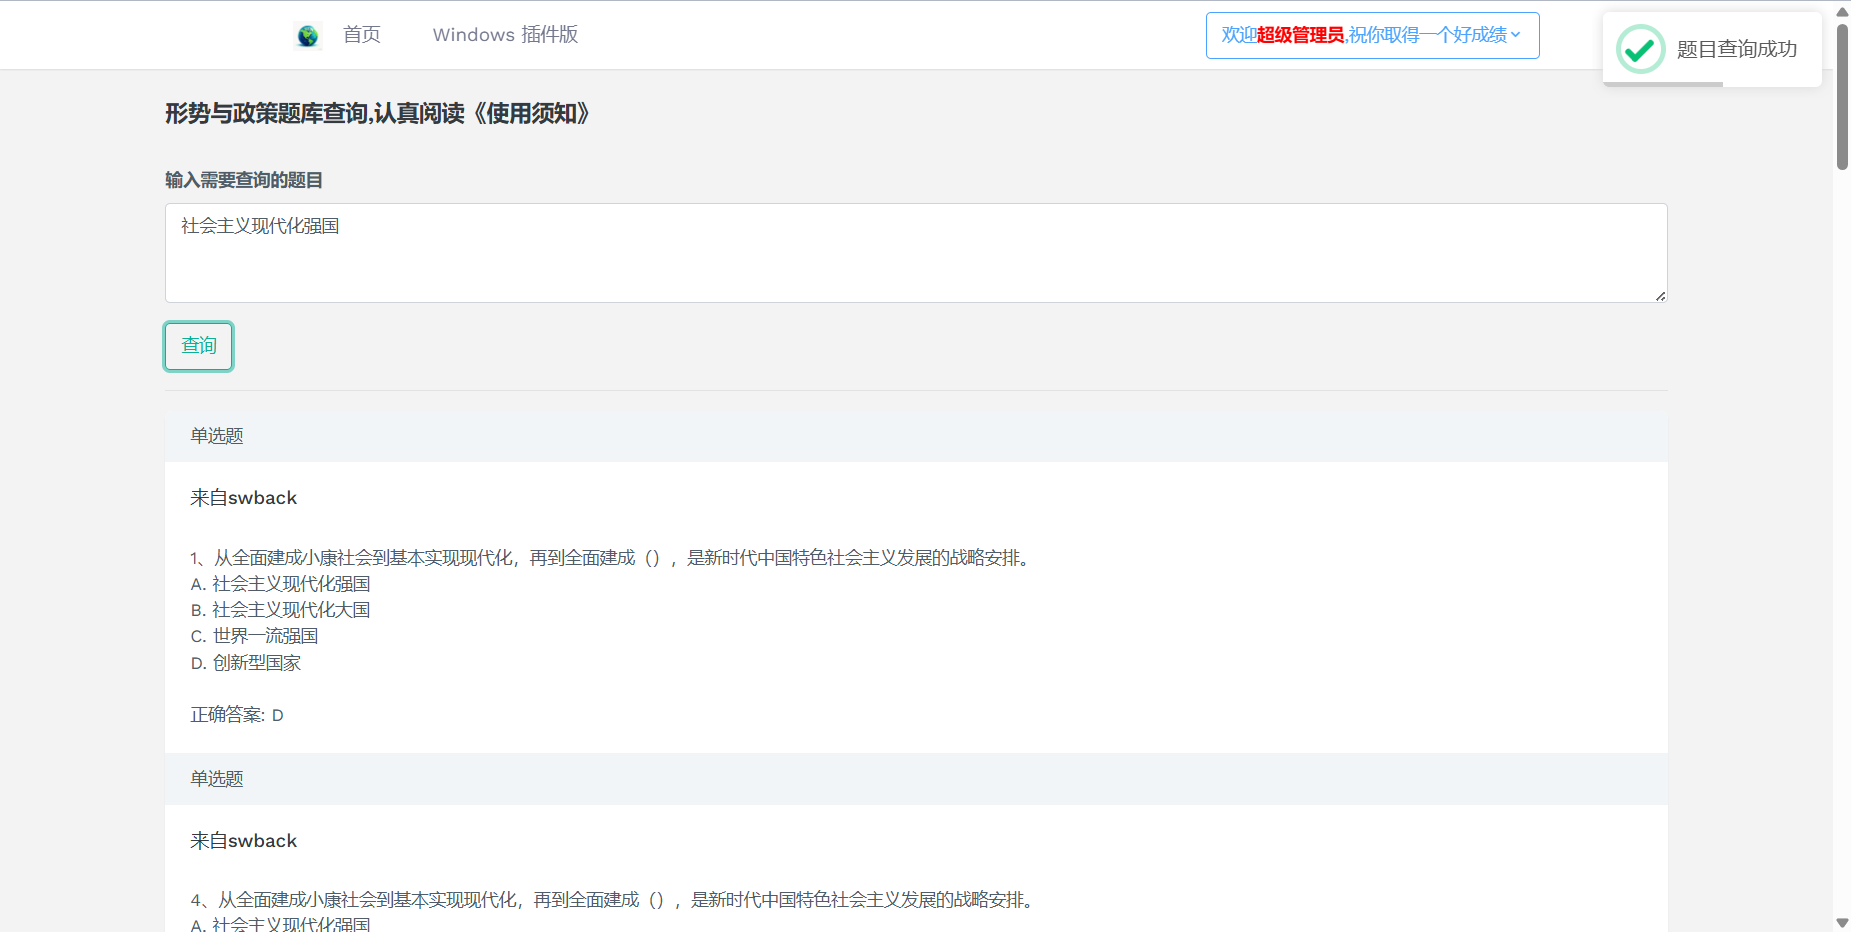 首页
Windows 插件版
欢迎超级管理员,祝你取得一个好成绩
题目查询成功
形势与政策题库查询,认真阅读《使用须知》
输入需要查询的题目
社会主义现代化强国
查询
单选题
来自swback
1、从全面建成小康社会到基本实现现代化，再到全面建成（），是新时代中国特色社会主义发展的战略安排。
A. 社会主义现代化强国
B. 社会主义现代化大国
C. 世界一流强国
D. 创新型国家
正确答案: D
单选题
来自swback
4、从全面建成小康社会到基本实现现代化，再到全面建成（），是新时代中国特色社会主义发展的战略安排。
A. 社会主义现代化强国